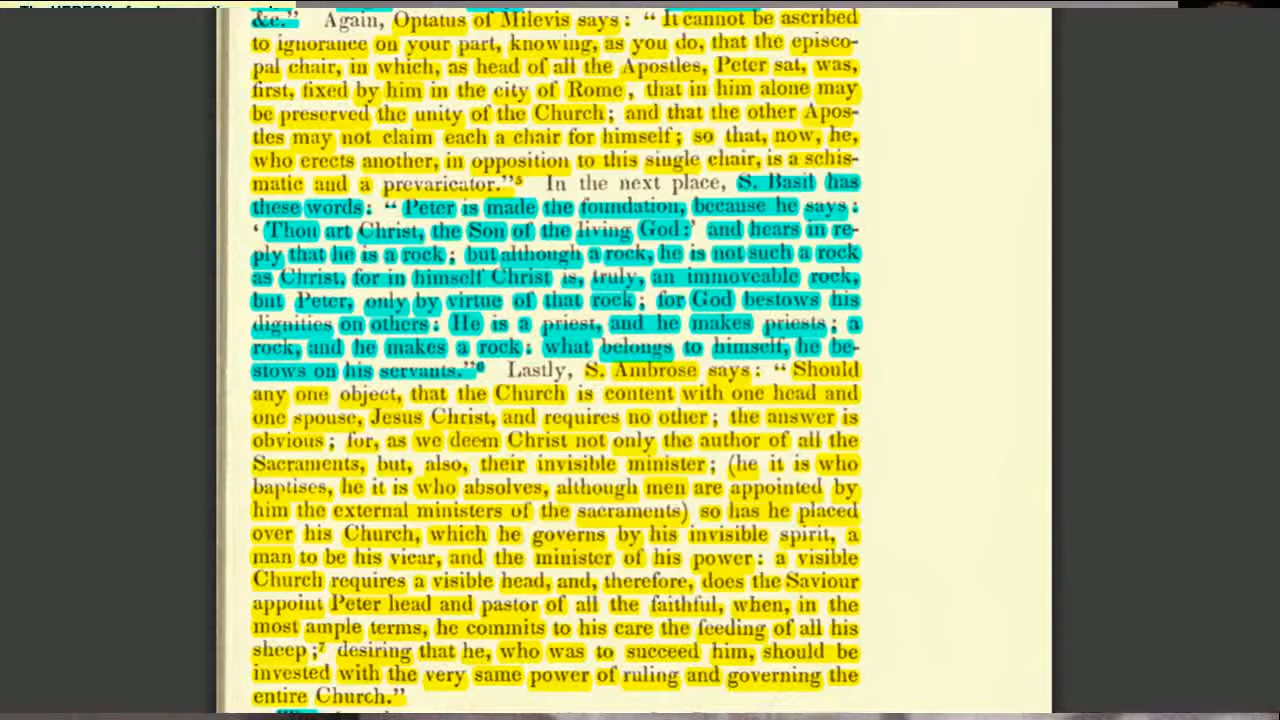 &c." Again, Optatus of Milevis says: "It cannot be ascribed
to ignorance on your part, knowing, as you do, that the episco-
pal chair, in which, as head of all the Apostles, Peter sat, was,
first, fixed by him in the city of Rome, that in him alone may
be preserved the unity of the Church; and that the other Apos-
tles may not claim each a chair for himself; so that, now, he,
who erects another, in opposition to this single chair, is a schis-
matic and a prevaricator."⁵ In the next place, S. Basil has
these words: "Peter is made the foundation, because he says:
'Thou art Christ, the Son of the living God:' and hears in re-
ply that he is a rock; but although a rock, he is not such a rock
as Christ, for in himself Christ is, truly, an immoveable rock,
but Peter, only by virtue of that rock; for God bestows his
dignities on others: He is a priest, and he makes priests; a
rock, and he makes a rock: what belongs to himself, he be-
stows on his servants."⁶ Lastly, S. Ambrose says: "Should
any one object, that the Church is content with one head and
one spouse, Jesus Christ, and requires no other; the answer is
obvious; for, as we deem Christ not only the author of all the
Sacraments, but, also, their invisible minister; (he it is who
baptises, he it is who absolves, although men are appointed by
him the external ministers of the sacraments) so has he placed
over his Church, which he governs by his invisible spirit, a
man to be his vicar, and the minister of his power: a visible
Church requires a visible head, and, therefore, does the Saviour
appoint Peter head and pastor of all the faithful, when, in the
most ample terms, he commits to his care the feeding of all his
sheep;⁷ desiring that he, who was to succeed him, should be
invested with the very same power of ruling and governing the
entire Church."